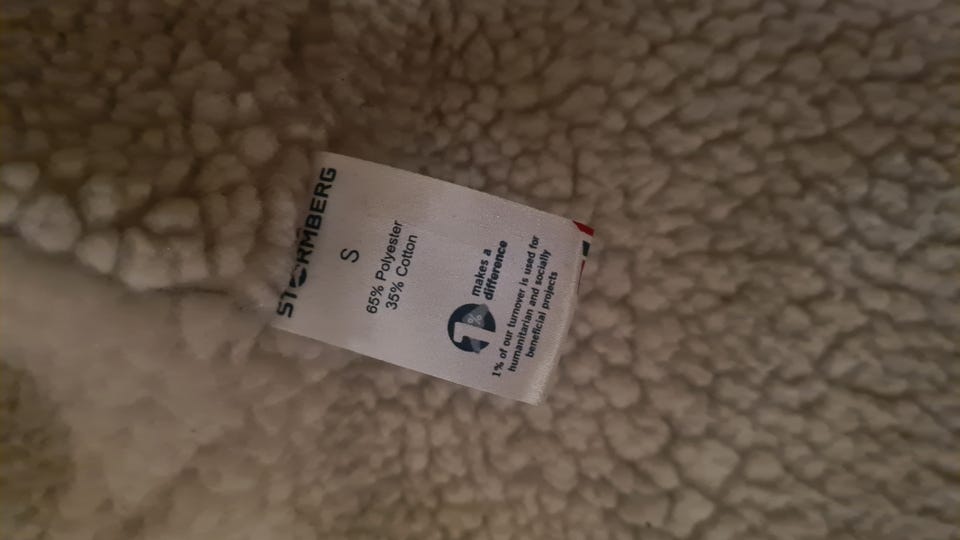 STORMBERG
S
65% Polyester
35% Cotton
1%
makes a
difference
1% of our turnover is used for
humanitarian and socially
beneficial projects